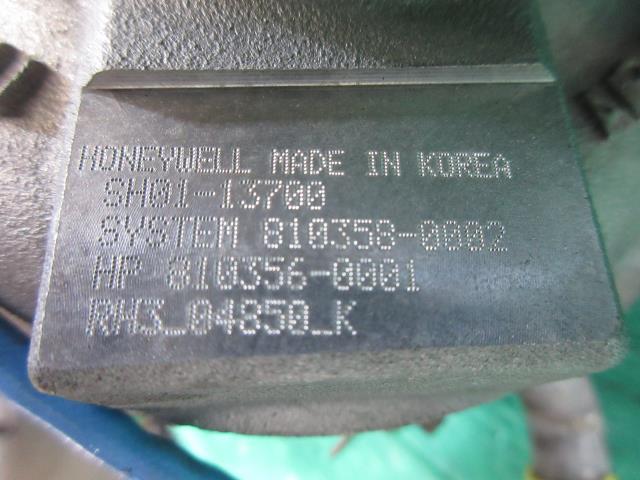 HONEYWELL MADE IN KOREA
SH01-13700
SYSTEM 810358-0002
HP 810356-0001
RH3_04850_K